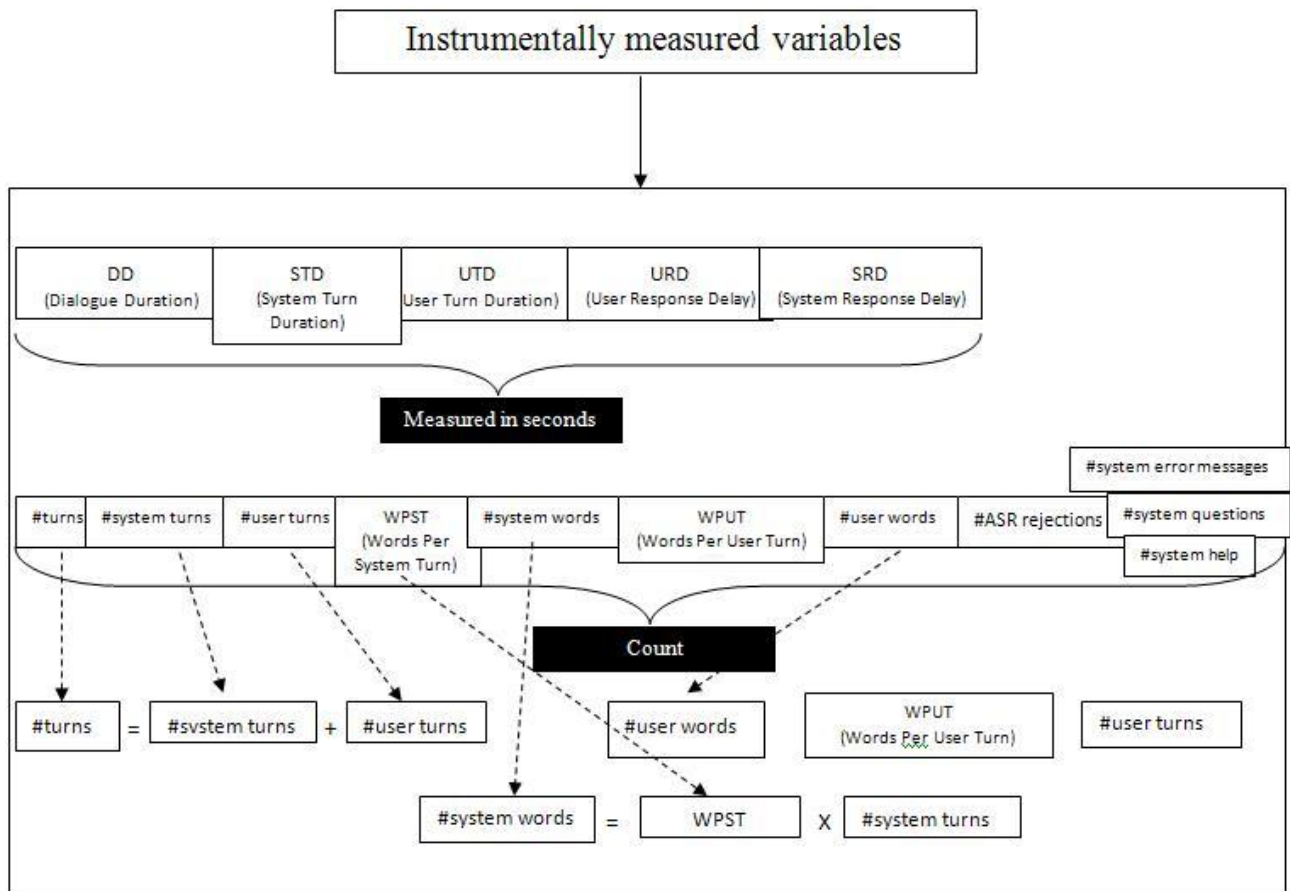 Instrumentally measured variables
DD
(Dialogue Duration)
STD
(System Turn
Duration)
UTD
User Turn Duration)
URD
(User Response Delay)
SRD
(System Response Delay)
Measured in seconds
#system error messages
#turns
#system turns
#user turns
WPST
(Words Per
System Turn)
#system words
WPUT
(Words Per User Turn)
#user words
#ASR rejections
#system questions
#system help
Count
#turns = #system turns + #user turns
#user words
WPUT
(Words Per User Turn)
#user turns
#system words = WPST X #system turns